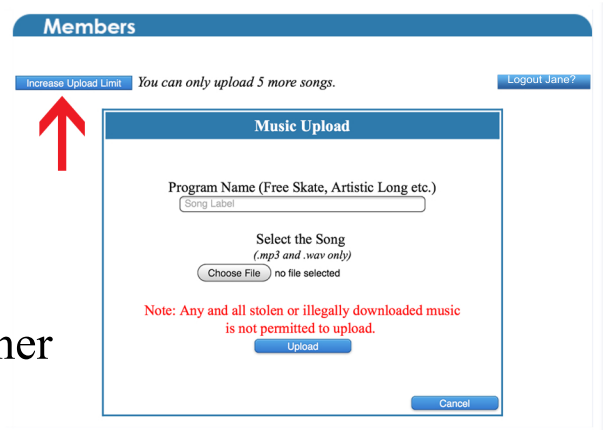 Members
Increase Upload Limit You can only upload 5 more songs. Logout Jane?
Music Upload
Program Name (Free Skate, Artistic Long etc.)
Song Label
Select the Song
(.mp3 and .wav only)
Choose File no file selected
Note: Any and all stolen or illegally downloaded music
is not permitted to upload.
Upload
Cancel